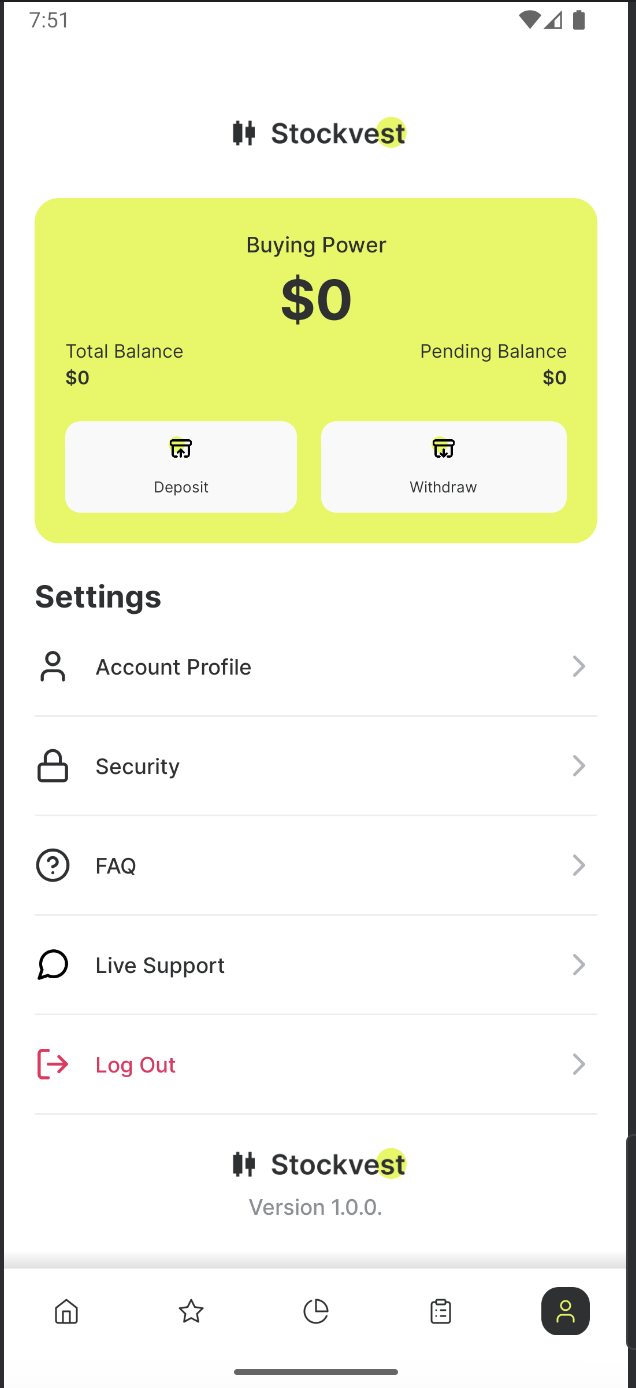 7:51
Stockvest
Buying Power
$0
Total Balance
Pending Balance
$0
$0
Deposit
Withdraw
Settings
Account Profile
Security
FAQ
Live Support
Log Out
Stockvest
Version 1.0.0.